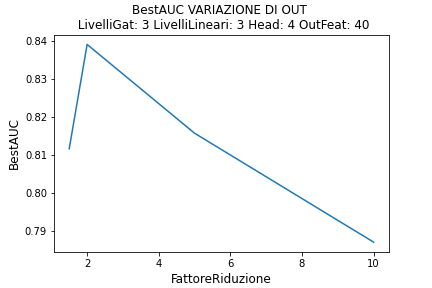 BestAUC VARIAZIONE DI OUT
LivelliGat: 3 LivelliLineari: 3 Head: 4 OutFeat: 40
0.84
0.83
0.82
0.81
0.80
0.79
BestAUC
2 4 6 8 10
FattoreRiduzione